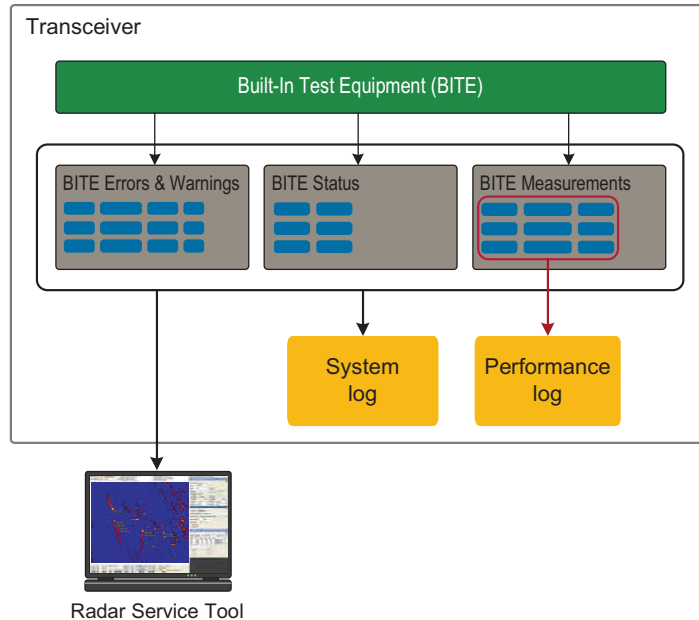 Transceiver
Built-In Test Equipment (BITE)
BITE Errors & Warnings
BITE Status
BITE Measurements
System
log
Performance
log
Radar Service Tool